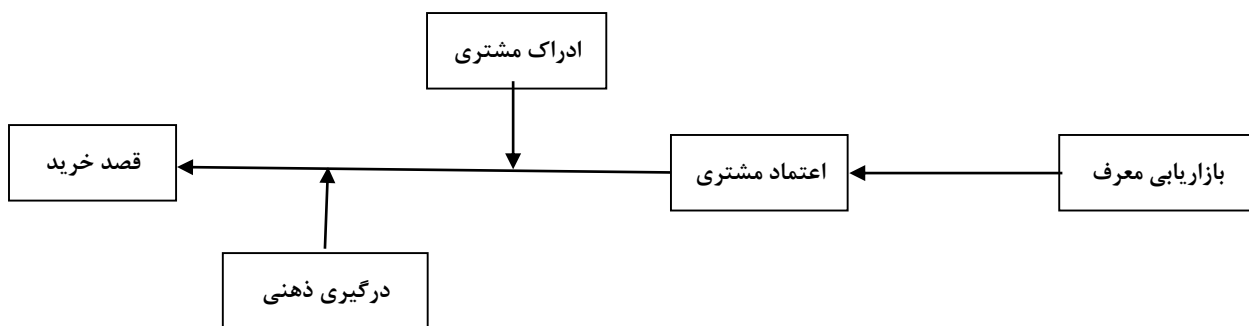 ادراک مشتری
بازاریابی معرف
اعتماد مشتری
قصد خرید
درگیری ذهنی